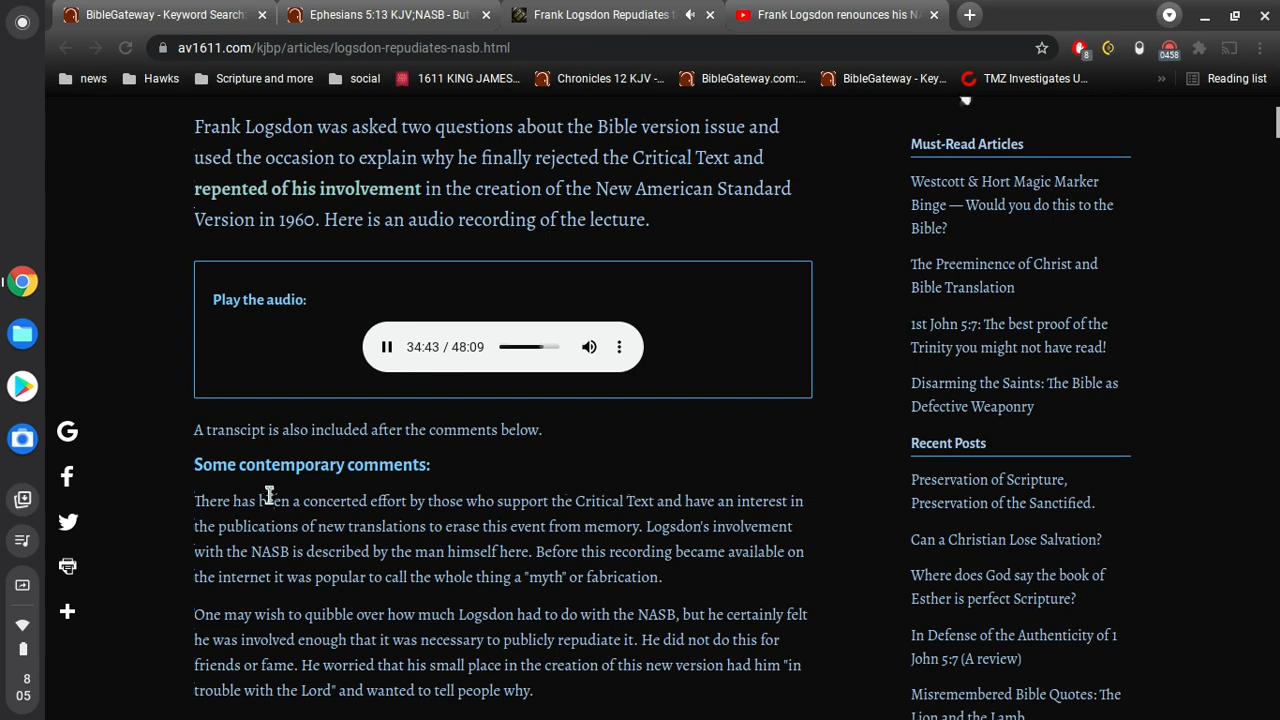 BibleGateway - Keyword Search:
Ephesians 5:13 KJV;NASB - But
Frank Logsdon Repudiates t
Frank Logsdon renounces his N
av1611.com/kjbp/articles/logsdon-repudiates-nasb.html
8
0458
news
Hawks
Scripture and more
social
1611 KING JAMES...
Chronicles 12 KJV -...
BibleGateway.com:...
BibleGateway - Key...
TMZ Investigates U...
Reading list
Frank Logsdon was asked two questions about the Bible version issue and
used the occasion to explain why he finally rejected the Critical Text and
repented of his involvement in the creation of the New American Standard
Version in 1960. Here is an audio recording of the lecture.
Play the audio:
34:43 / 48:09
A transcipt is also included after the comments below.
Some contemporary comments:
There has been a concerted effort by those who support the Critical Text and have an interest in
the publications of new translations to erase this event from memory. Logsdon's involvement
with the NASB is described by the man himself here. Before this recording became available on
the internet it was popular to call the whole thing a "myth" or fabrication.
One may wish to quibble over how much Logsdon had to do with the NASB, but he certainly felt
he was involved enough that it was necessary to publicly repudiate it. He did not do this for
friends or fame. He worried that his small place in the creation of this new version had him "in
trouble with the Lord" and wanted to tell people why.
Must-Read Articles
Westcott & Hort Magic Marker
Binge — Would you do this to the
Bible?
The Preeminence of Christ and
Bible Translation
1st John 5:7: The best proof of the
Trinity you might not have read!
Disarming the Saints: The Bible as
Defective Weaponry
Recent Posts
Preservation of Scripture,
Preservation of the Sanctified.
Can a Christian Lose Salvation?
Where does God say the book of
Esther is perfect Scripture?
In Defense of the Authenticity of 1
John 5:7 (A review)
Misremembered Bible Quotes: The
Lion and the Lamb
8
05